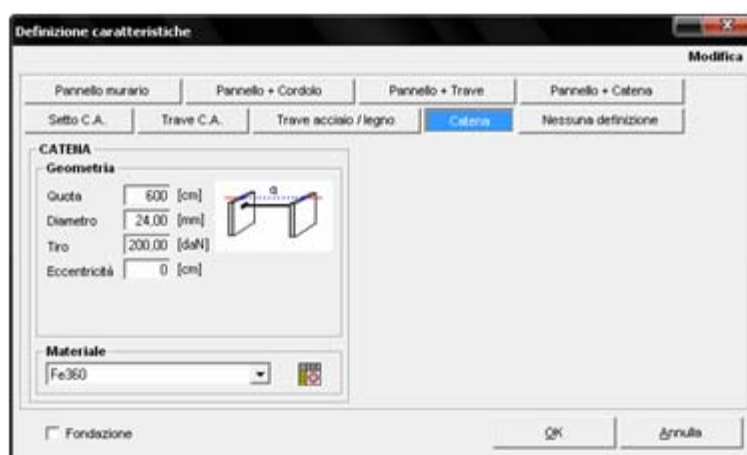 Definizione caratteristiche
Modifica
Pannello murario Pannello + Cordolo Pannello + Trave Pannello + Catena
Setto C.A. Trave C.A. Trave acciaio / legno Catena Nessuna definizione
CATENA
Geometria
Quota 600 [cm]
Diametro 24,00 [mm]
Tiro 200,00 [daN]
Eccentricità 0 [cm]
α
Materiale
Fe360
Fondazione OK Annulla